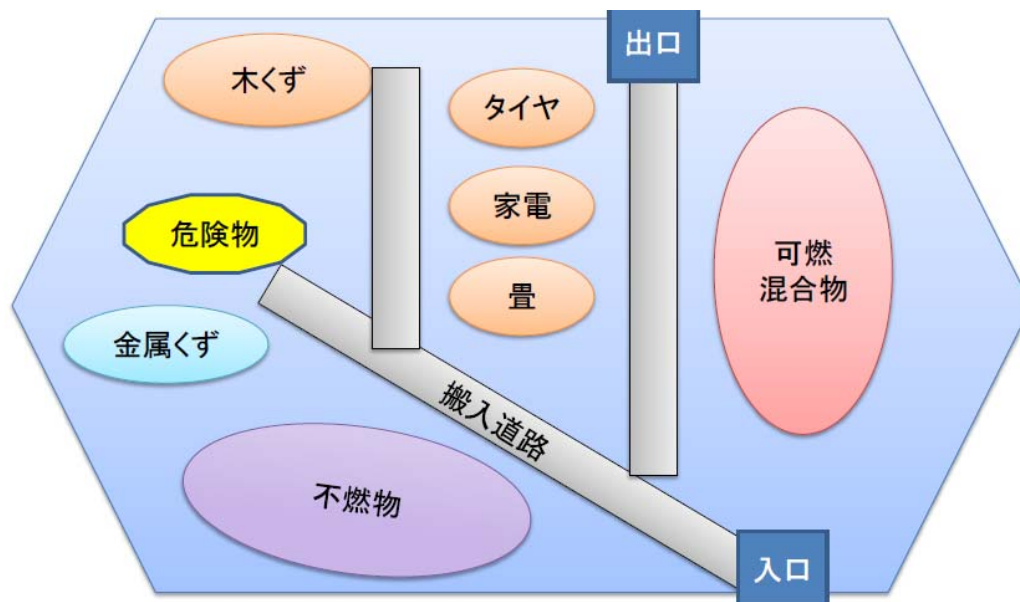 出口
木くず
タイヤ
家電
危険物
可燃
混合物
畳
金属くず
搬入道路
不燃物
入口